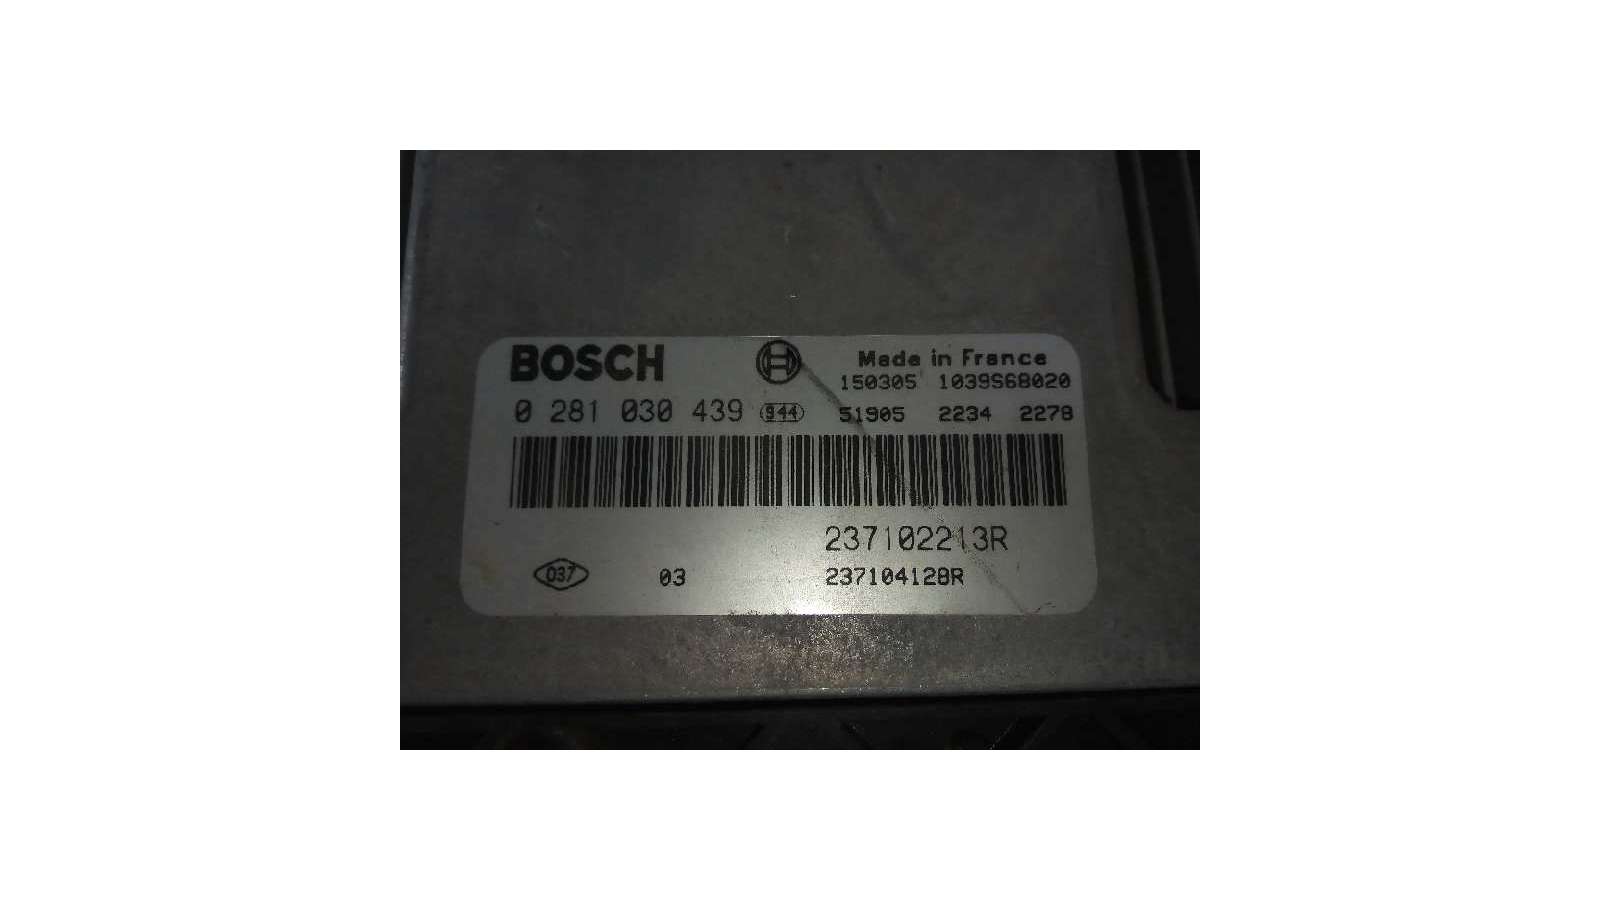 BOSCH Made in France
150305 1039S68020
0 281 030 439 944 51905 2234 2278
237102213R
037 03 237104128R